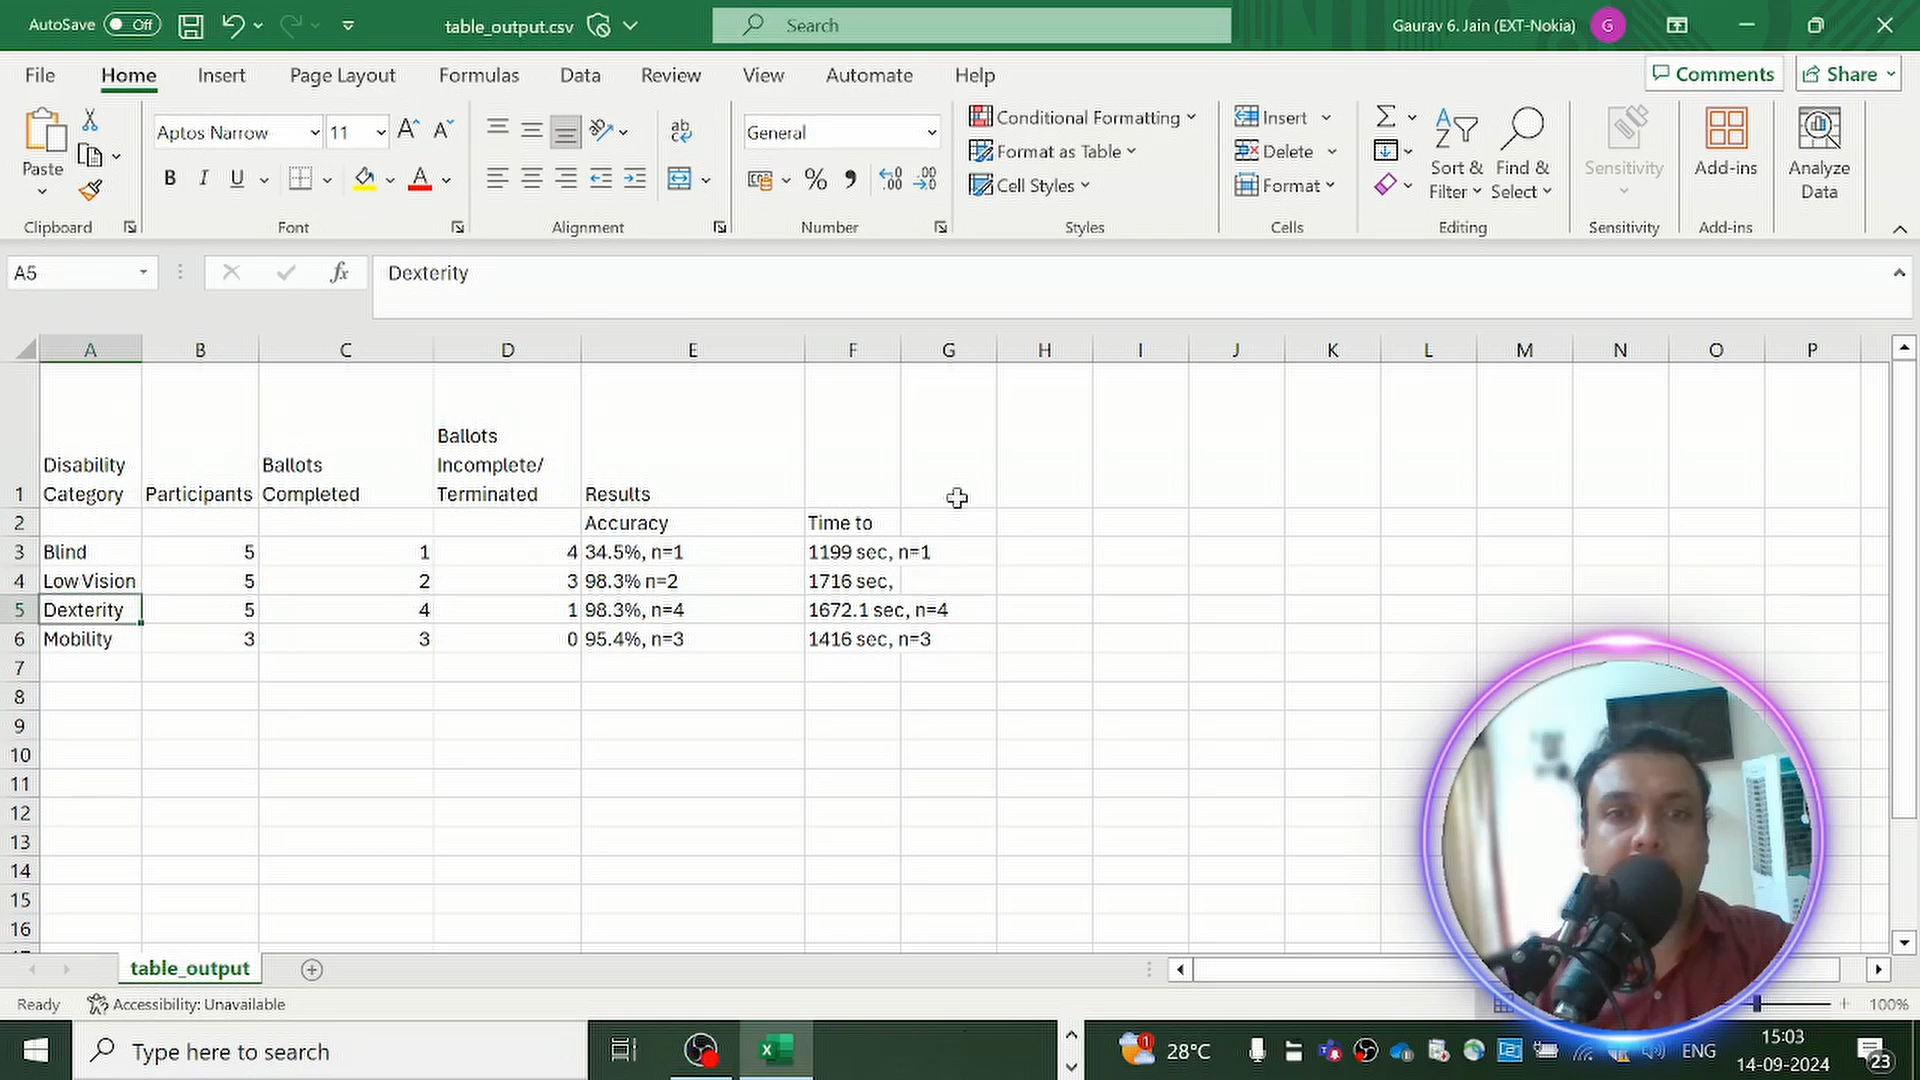 AutoSave Off table_output.csv Search Gaurav 6. Jain (EXT-Nokia) G
File Home Insert Page Layout Formulas Data Review View Automate Help Comments Share
Paste
Clipboard
Aptos Narrow 11
B I U A
Font
ab
Alignment
General
% 9 .00
Number
Conditional Formatting
Format as Table
Cell Styles
Styles
Insert
Delete
Format
Cells
Sort & Filter
Find & Select
Editing
Sensitivity
Sensitivity
Add-ins
Add-ins
Analyze Data
A5 fx Dexterity
A B C D E F G H I J K L M N O P
1 Disability Category Participants Ballots Completed Ballots Incomplete/ Terminated Results
2 Accuracy Time to
3 Blind 5 1 4 34.5%, n=1 1199 sec, n=1
4 Low Vision 5 2 3 98.3% n=2 1716 sec,
5 Dexterity 5 4 1 98.3%, n=4 1672.1 sec, n=4
6 Mobility 3 3 0 95.4%, n=3 1416 sec, n=3
7
8
9
10
11
12
13
14
15
16
table_output
Ready Accessibility: Unavailable 100%
Type here to search 1 28°C ENG 15:03
14-09-2024 23